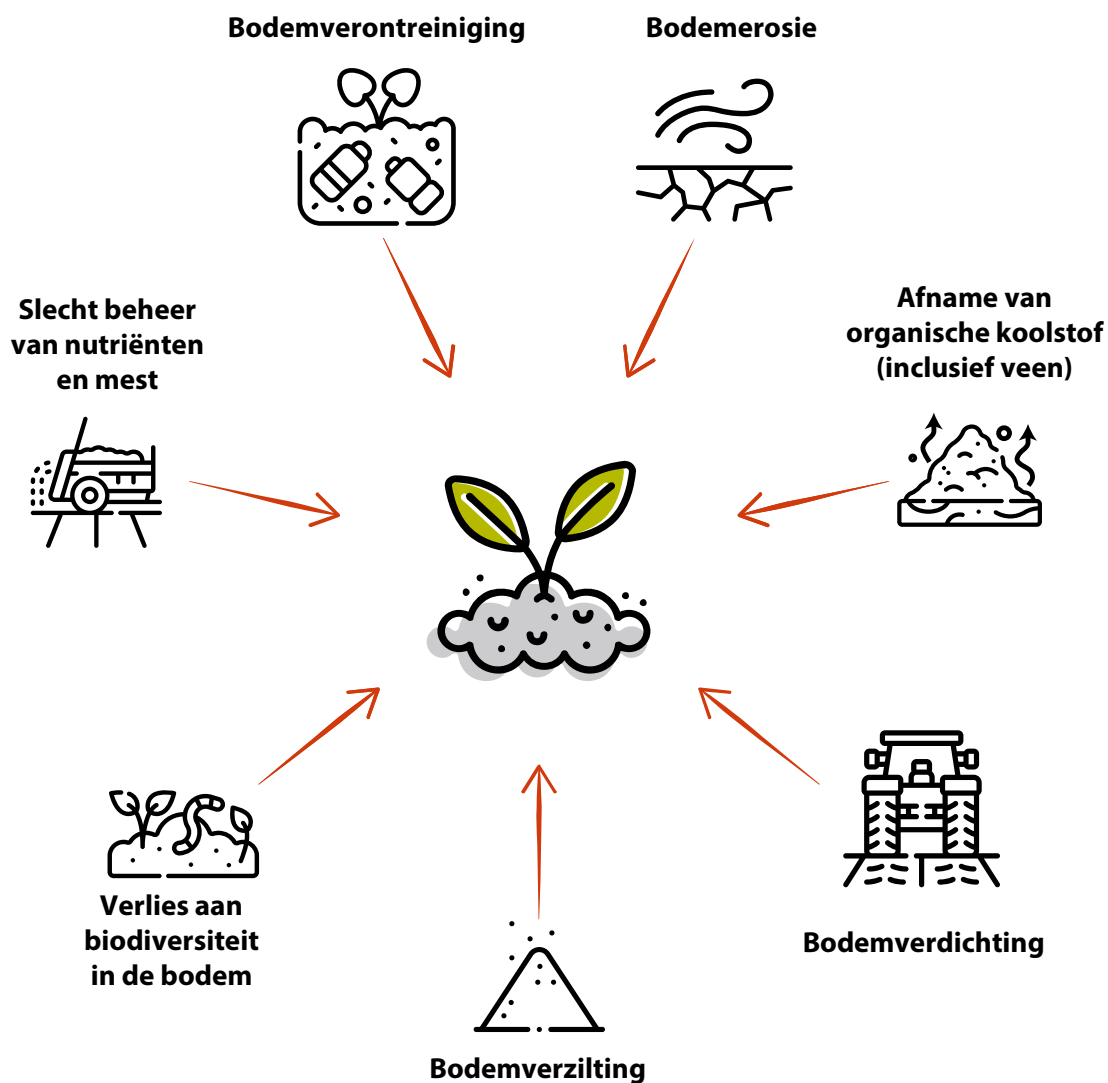 Bodemverontreiniging
Bodemerosie
Slecht beheer
van nutriënten
en mest
Afname van
organische koolstof
(inclusief veen)
Verlies aan
biodiversiteit
in de bodem
Bodemverdichting
Bodemverzilting